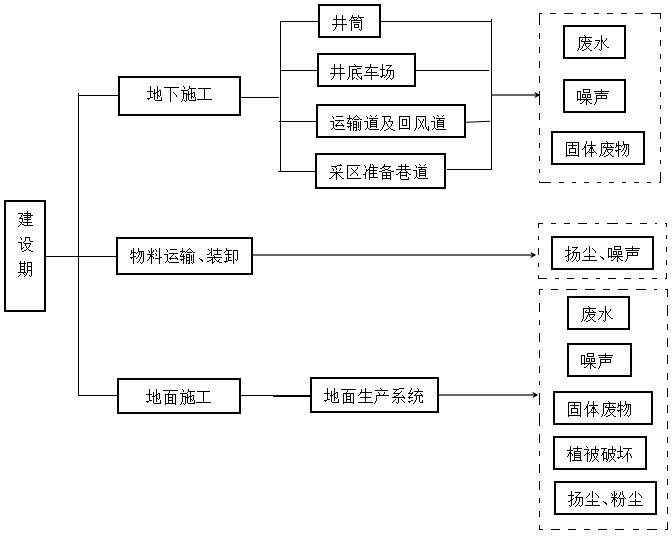 建设期
地下施工
井筒
井底车场
运输道及回风道
采区准备巷道
废水
噪声
固体废物
物料运输、装卸
扬尘、噪声
地面施工
地面生产系统
废水
噪声
固体废物
植被破坏
扬尘、粉尘